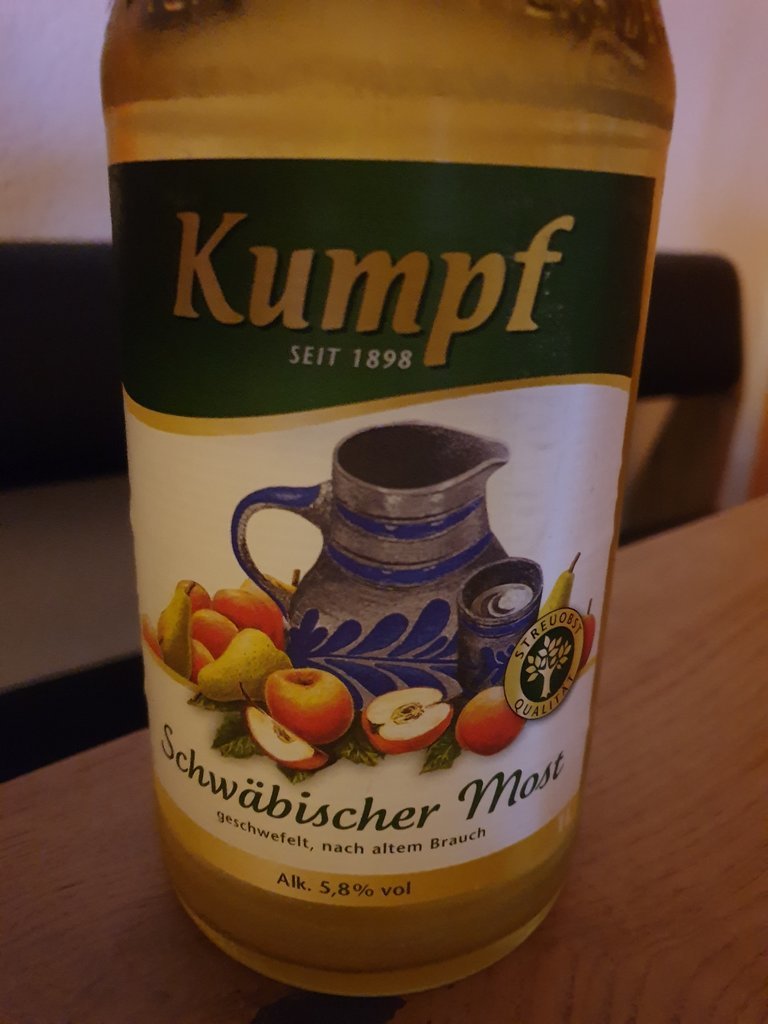 Kumpf
SEIT 1898
STREUOBST
QUALITÄT
Schwäbischer Most
geschwefelt, nach altem Brauch
Alk. 5,8% vol